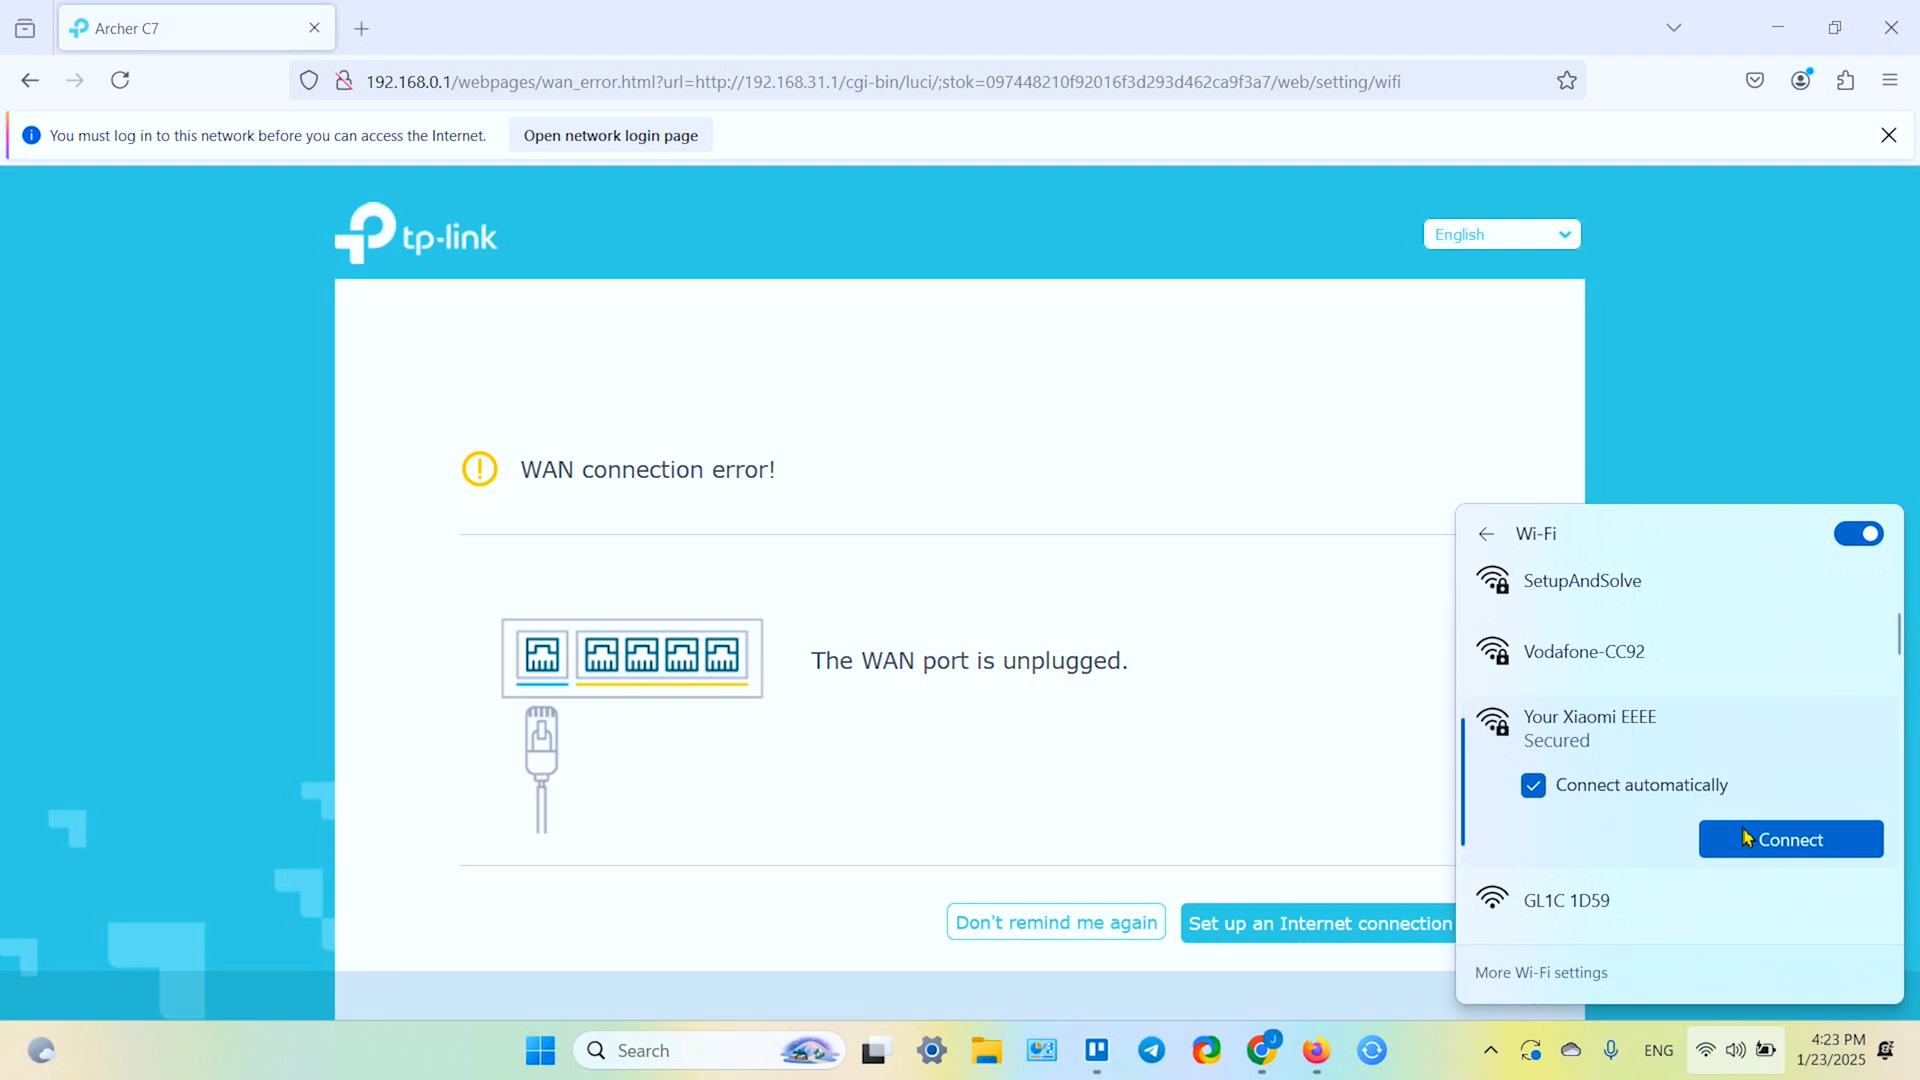 Archer C7
192.168.0.1/webpages/wan_error.html?url=http://192.168.31.1/cgi-bin/luci/;stok=097448210f92016f3d293d462ca9f3a7/web/setting/wifi
You must log in to this network before you can access the Internet.
Open network login page
tp-link
English
WAN connection error!
The WAN port is unplugged.
Don't remind me again
Set up an Internet connection
Wi-Fi
SetupAndSolve
Vodafone-CC92
Your Xiaomi EEEE
Secured
Connect automatically
Connect
GL1C 1D59
More Wi-Fi settings
Search
J
ENG
4:23 PM
1/23/2025